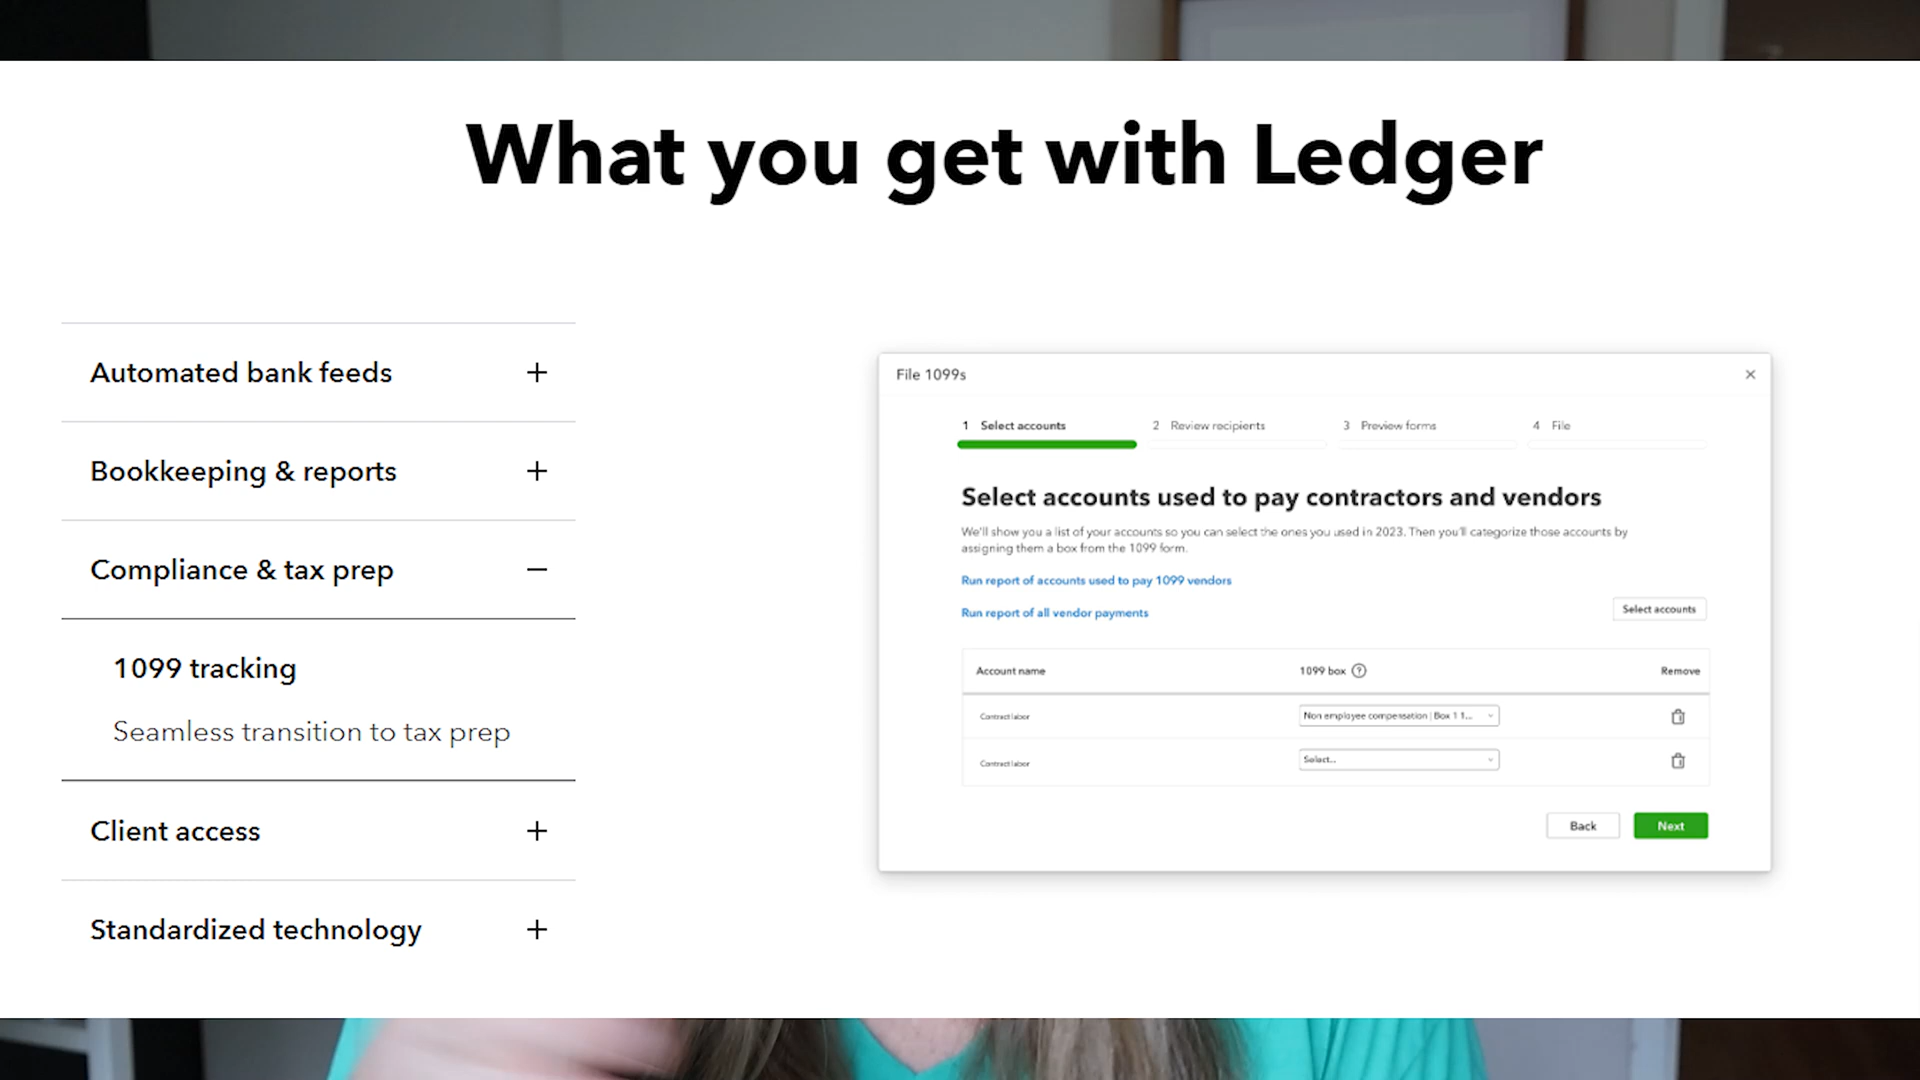 What you get with Ledger
Automated bank feeds
Bookkeeping & reports
Compliance & tax prep
1099 tracking
Seamless transition to tax prep
Client access
Standardized technology
File 1099s
1 Select accounts
2 Review recipients
3 Preview forms
4 File
Select accounts used to pay contractors and vendors
We'll show you a list of your accounts so you can select the ones you used in 2023. Then you'll categorize those accounts by
assigning them a box from the 1099 form.
Run report of accounts used to pay 1099 vendors
Run report of all vendor payments
Select accounts
Account name 1099 box ? Remove
Contract labor Non employee compensation | Box 1 1...
Contract labor Select...
Back Next